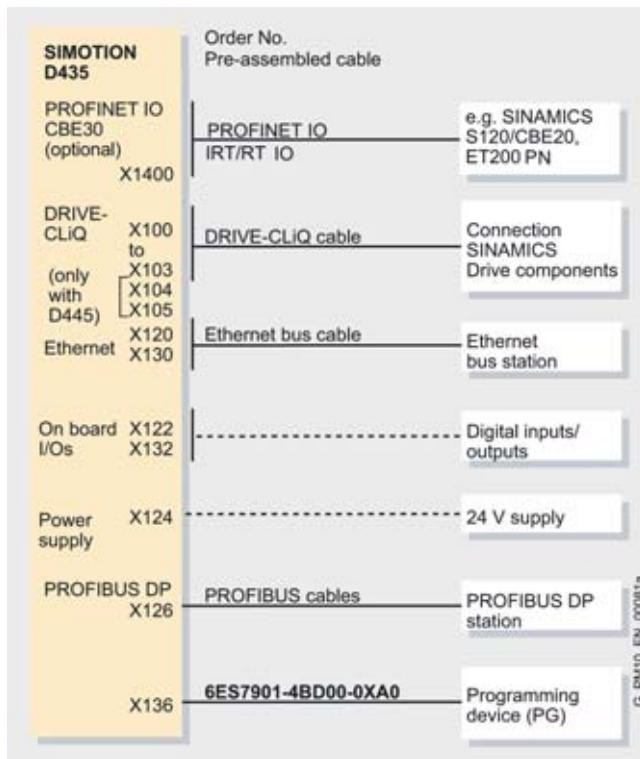 SIMOTION
D435
Order No.
Pre-assembled cable
PROFINET IO
CBE30
(optional)
X1400
PROFINET IO
IRT/RT IO
e.g. SINAMICS
S120/CBE20,
ET200 PN
DRIVE-
CLiQ
X100
to
X103
(only
with
D445)
X104
X105
DRIVE-CLiQ cable
Connection
SINAMICS
Drive components
Ethernet
X120
X130
Ethernet bus cable
Ethernet
bus station
On board
I/Os
X122
X132
Digital inputs/
outputs
Power
supply
X124
24 V supply
PROFIBUS DP
X126
PROFIBUS cables
PROFIBUS DP
station
X136
6ES7901-4BD00-0XA0
Programming
device (PG)
G_PM10_EN_00081a